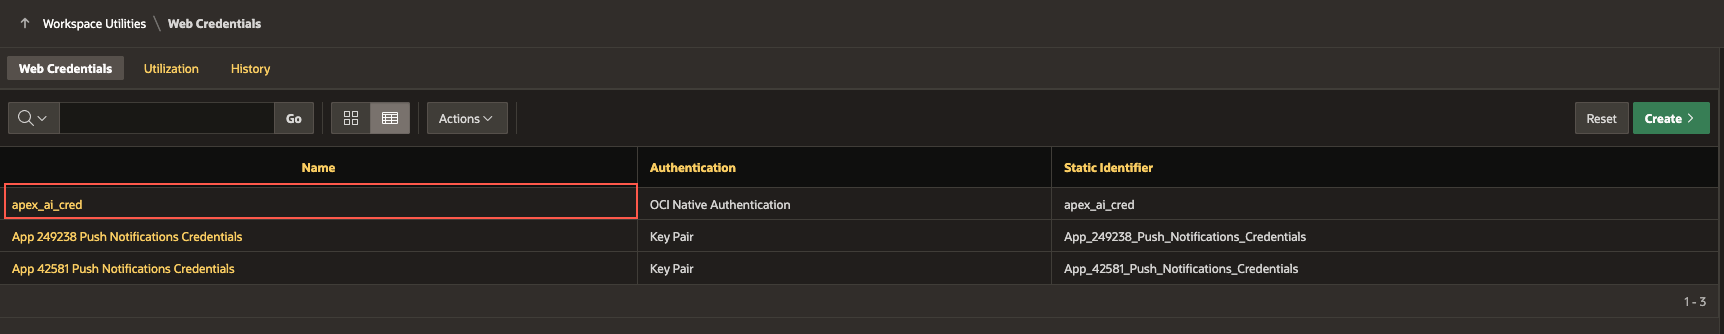 Workspace Utilities \ Web Credentials
Web Credentials Utilization History
Go Actions Reset Create
Name Authentication Static Identifier
apex_ai_cred OCI Native Authentication apex_ai_cred
App 249238 Push Notifications Credentials Key Pair App_249238_Push_Notifications_Credentials
App 42581 Push Notifications Credentials Key Pair App_42581_Push_Notifications_Credentials
1 - 3